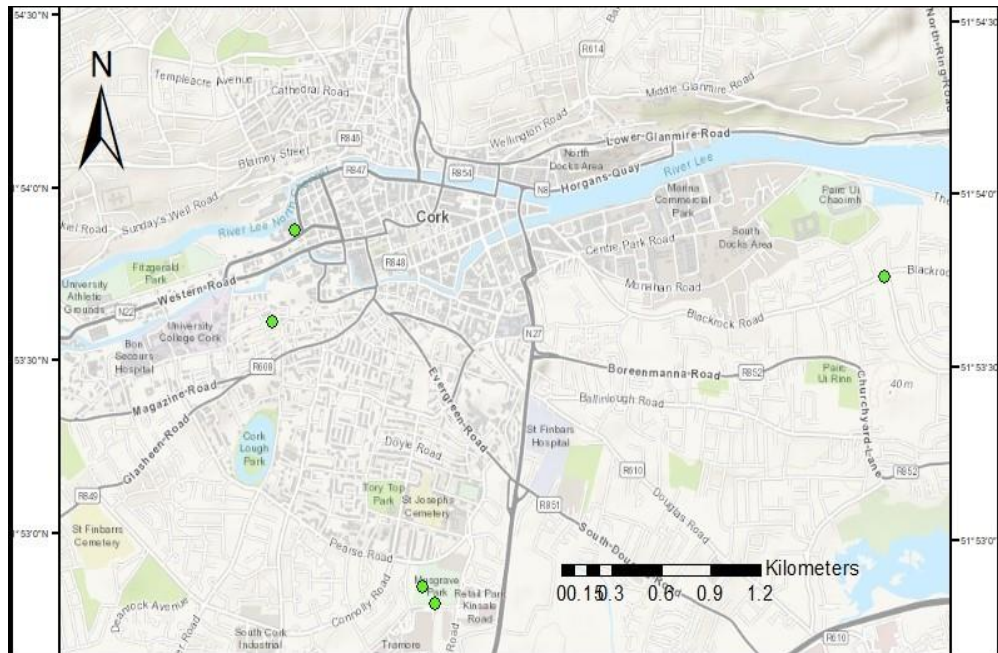 54'30"N
51°54'30
N
R614
North-Ring-Road
Templeacre Avenue
Cathedral Road
Middle Glanmire Road
Wellington Road
Lower-Glanmire-Road
R846
Blarney Street
R847
R854
North
Docks Area
River Lee
N8
Horgans-Quay
1°54'0"N
51°54'0
Sunday's Well Road
River Lee North
Cork
Marina
Commercial
Park
Pairc Ui
Chaoimh
Centre Park Road
South
Docks Area
R848
Fitzgerald
Park
University
Athletic
Grounds
Western-Road
Monahan Road
Blackroc
N22
University
College Cork
Blackrock Road
N27
Bon
Secours
Hospital
R608
53'30"N
51°53'30
Boreenmanna-Road
R852
Pairc
Ui Rinn
40 m
Magazine-Road
Evergreen-Road
Ballinlough Road
Churchyard-Lane
Glasheen-Road
Cork
Lough
Park
Doyle Road
St Finbars
Hospital
R610
R852
R849
Tory Top
Park
St Josephs
Cemetery
R851
Douglas Road
St Finbarrs
Cemetery
1°53'0"N
51°53'0
Pearse Road
Kilometers
00.15 0.3 0.6 0.9 1.2
Musgrave
Park
Retail Park
Kinsale
Road
Connolly Road
South Cork
Industrial
Tramore
Road
R610